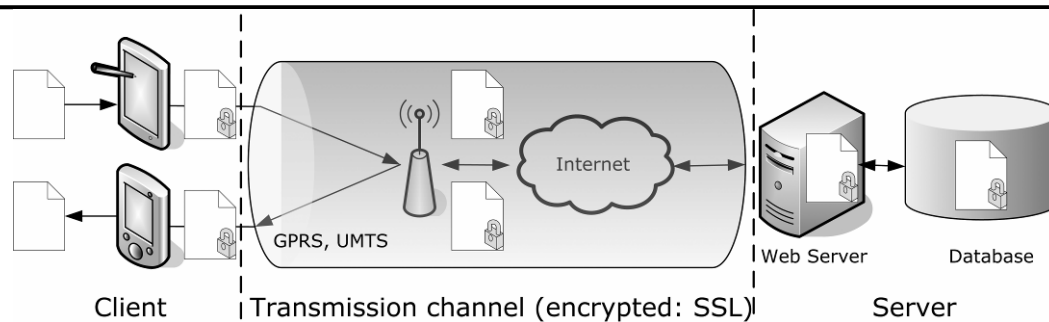 Internet
GPRS, UMTS
Web Server
Database
Client
Transmission channel (encrypted: SSL)
Server